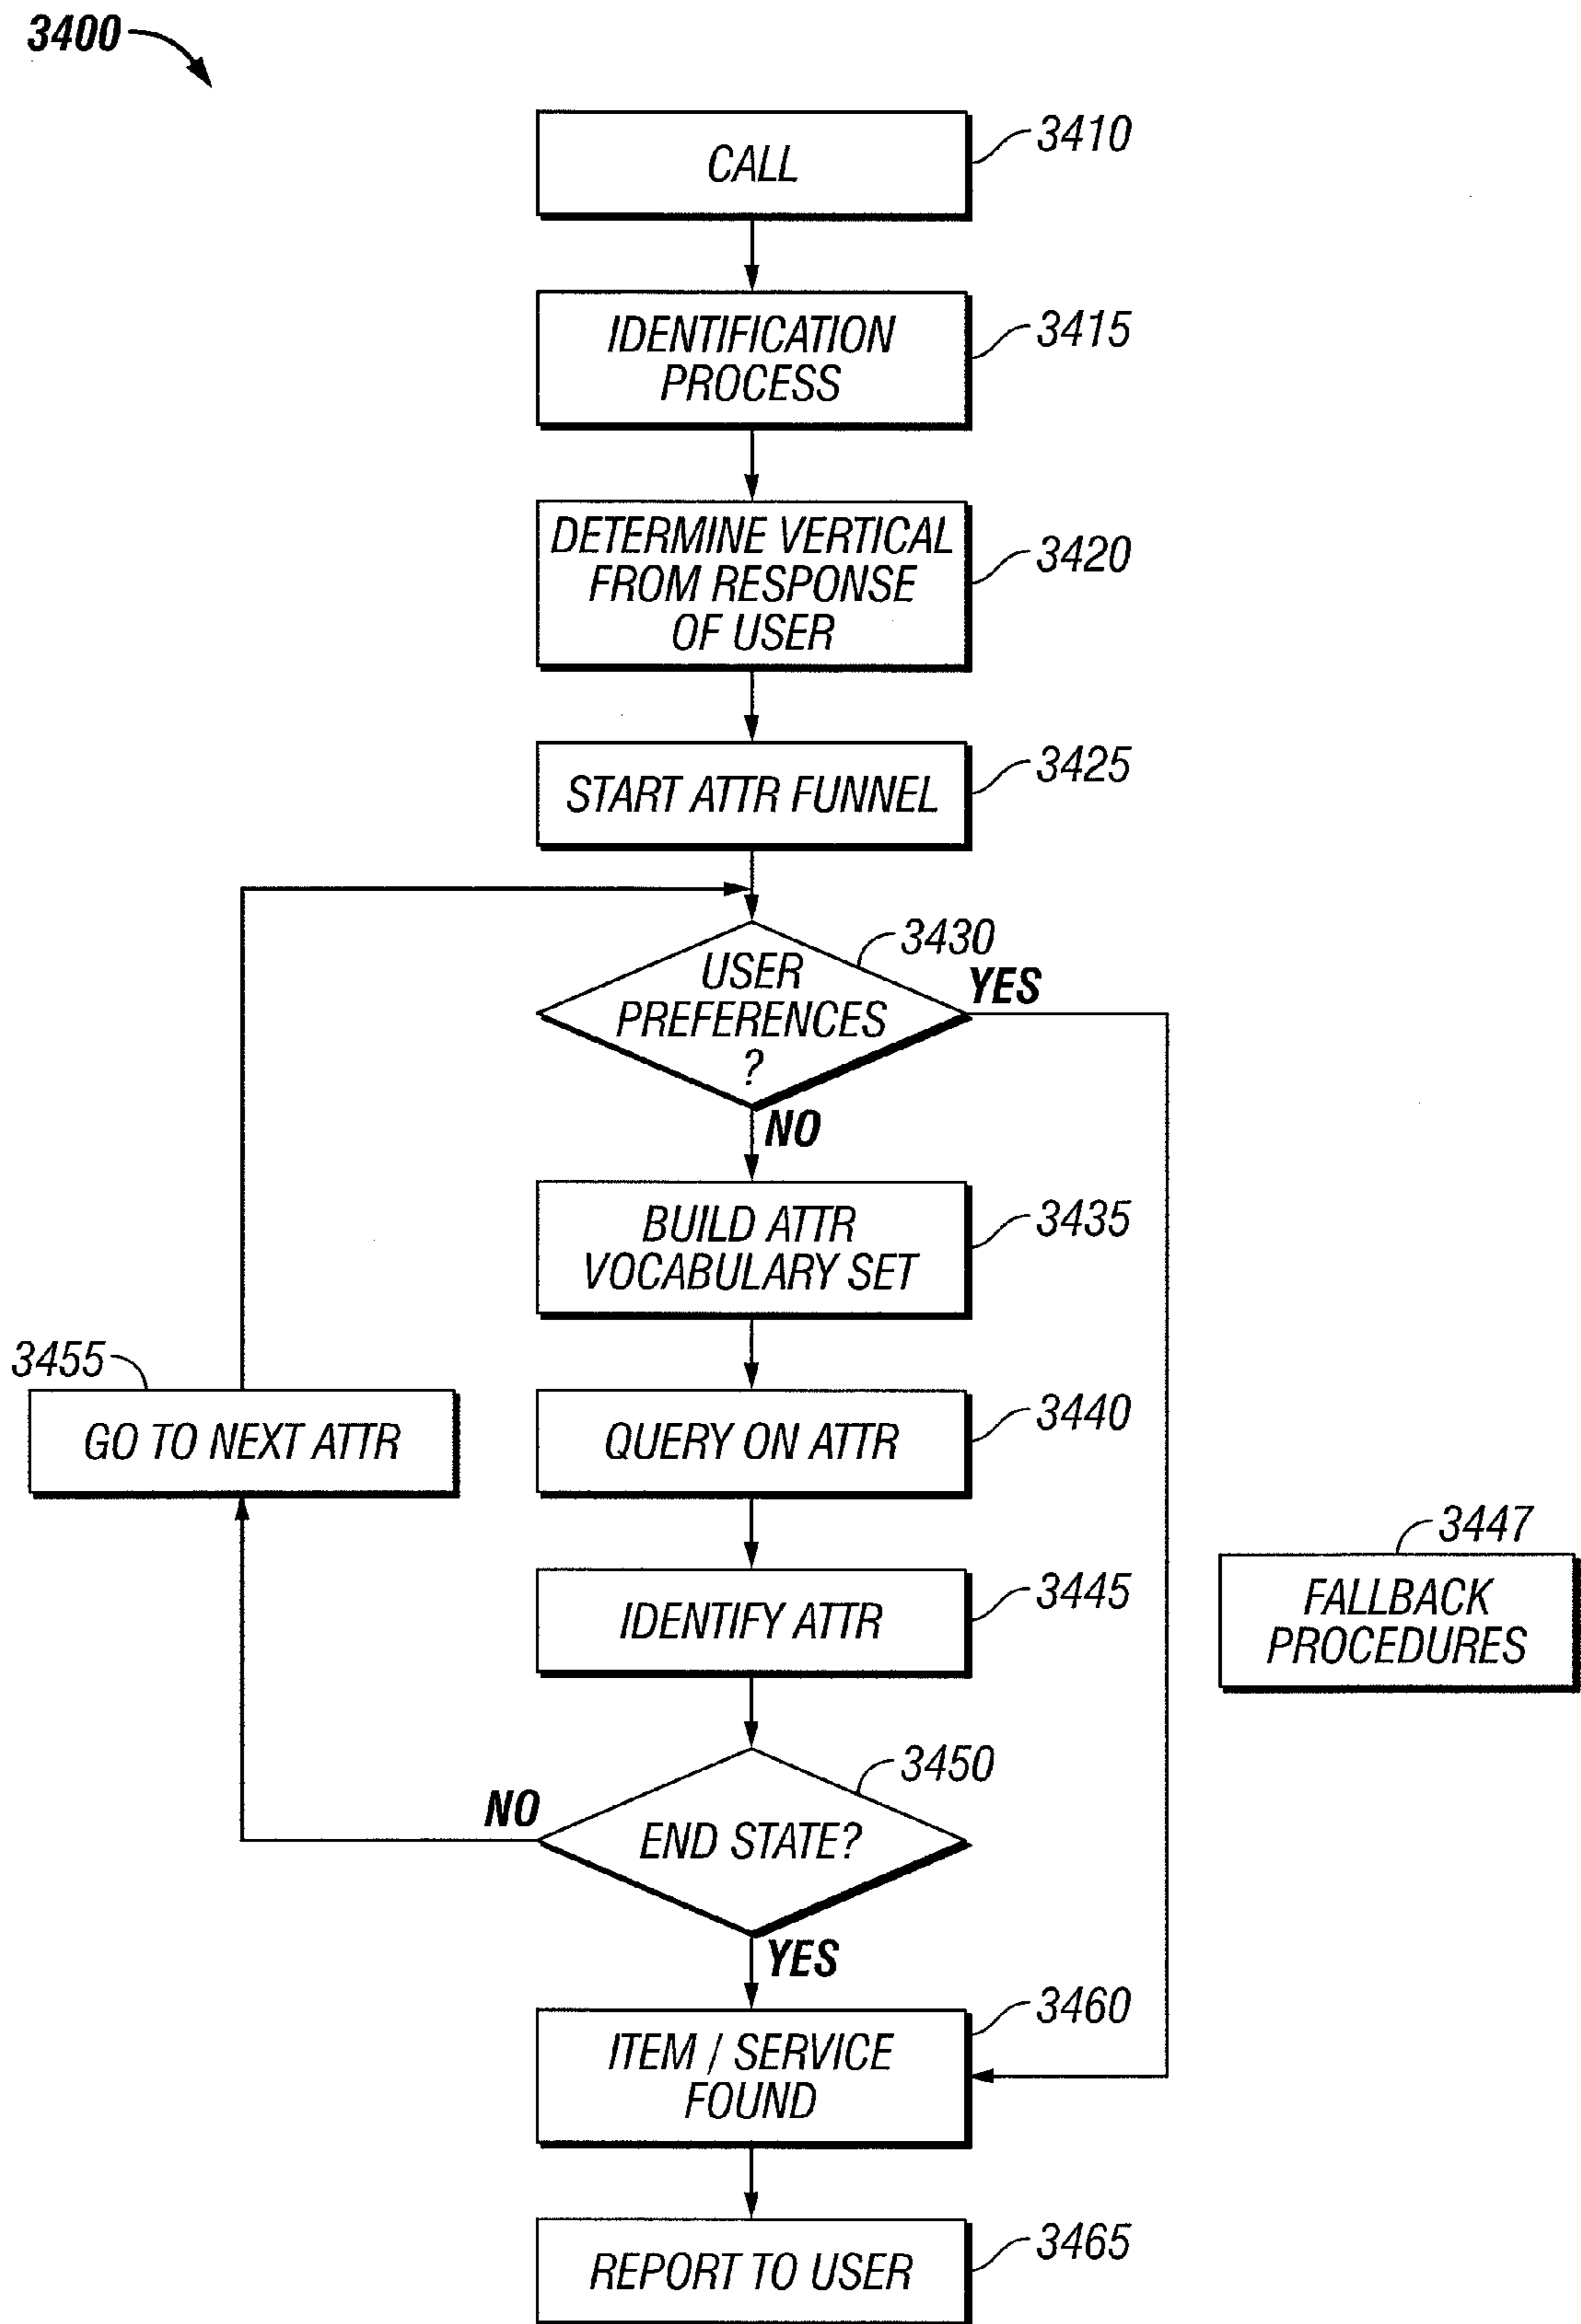 3400
CALL
3410
IDENTIFICATION
PROCESS
3415
DETERMINE VERTICAL
FROM RESPONSE
OF USER
3420
START ATTR FUNNEL
3425
USER
PREFERENCES
?
3430
YES
NO
BUILD ATTR
VOCABULARY SET
3435
3455
GO TO NEXT ATTR
QUERY ON ATTR
3440
IDENTIFY ATTR
3445
3447
FALLBACK
PROCEDURES
END STATE?
3450
NO
YES
ITEM / SERVICE
FOUND
3460
REPORT TO USER
3465